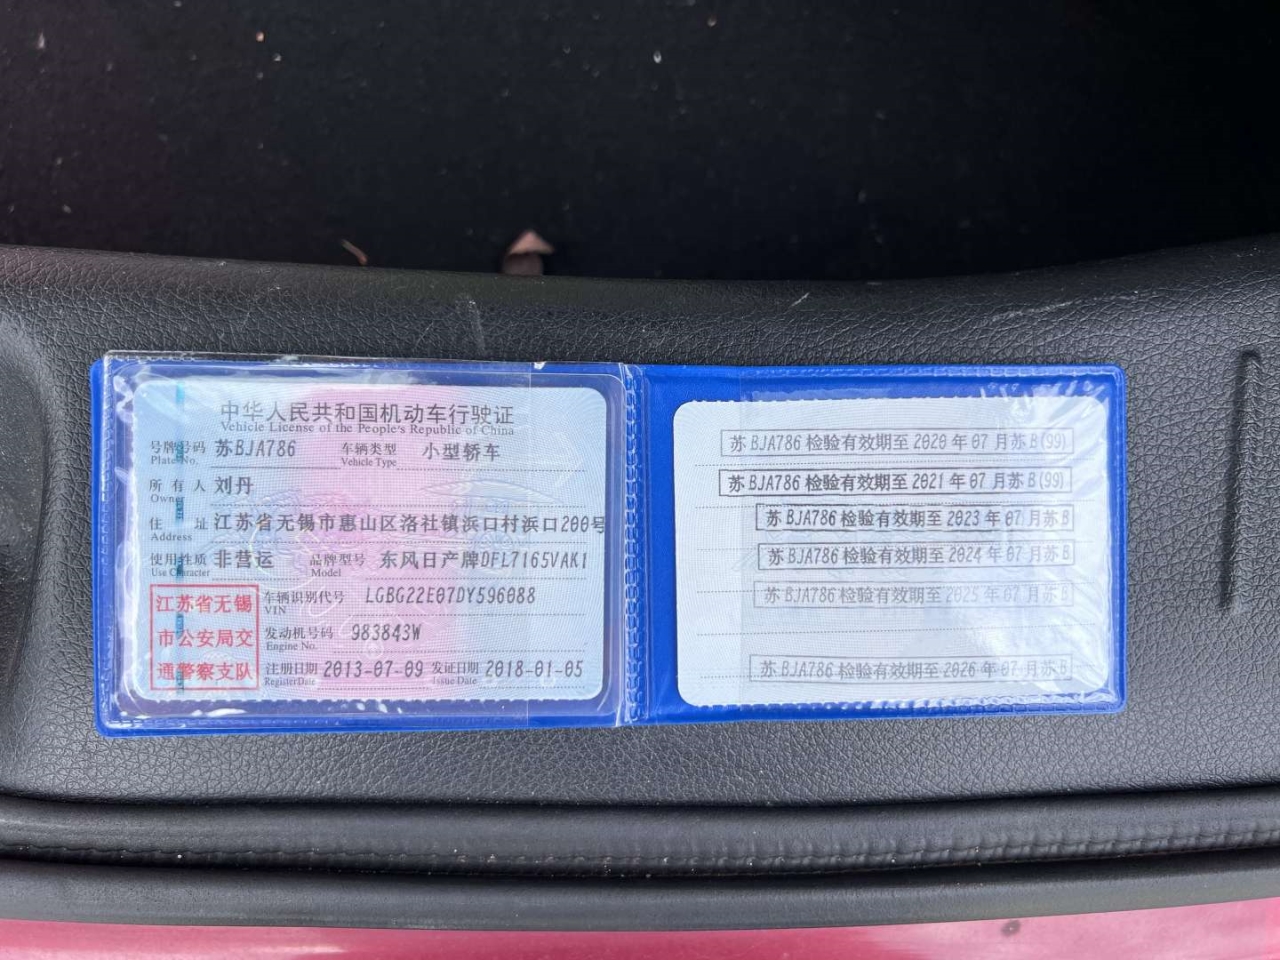 中华人民共和国机动车行驶证
Vehicle License of the People's Republic of China
号牌号码 苏BJA786 车辆类型 小型轿车
Plate No. Vehicle Type
所有人 刘丹
Owner
住址 江苏省无锡市惠山区洛社镇浜口村浜口200号
Address
使用性质 非营运 品牌型号 东风日产牌DFL7165VAK1
Use Character Model
江苏省无锡
市公安局交
通警察支队
车辆识别代号 LGBG22E07DY596088
VIN
发动机号码 983843W
Engine No.
注册日期 2013-07-09 发证日期 2018-01-05
Register Date Issue Date
苏BJA786检验有效期至2020年07月苏B(99)
苏BJA786检验有效期至2021年07月苏B(99)
苏BJA786检验有效期至2023年07月苏B
苏BJA786检验有效期至2024年07月苏B
苏BJA786检验有效期至2025年07月苏B
苏BJA786检验有效期至2026年07月苏B